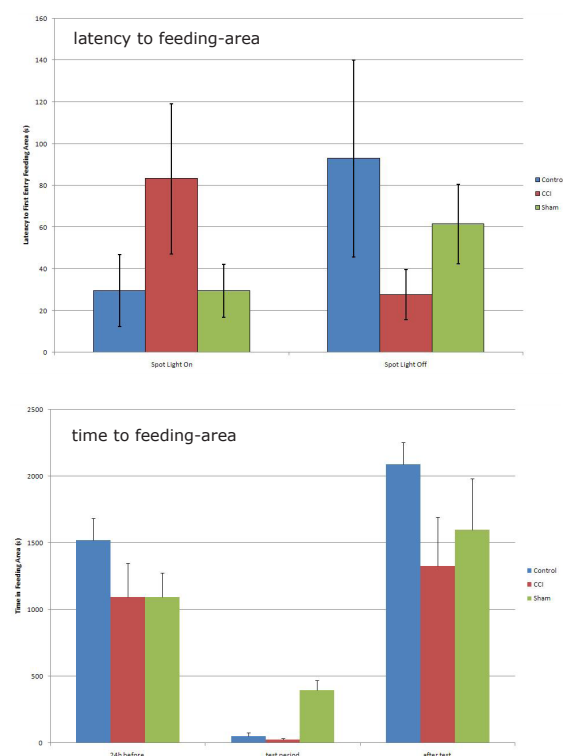 160
latency to feeding-area
140
120
100
80
60
40
20
0
Latency to First Entry Feeding Area (s)
Contro
CCI
Sham
Spot Light On
Spot Light Off
2500
time to feeding-area
2000
1500
1000
500
0
Time in Feeding Area (s)
Control
CCI
Sham
24h before
test period
after test